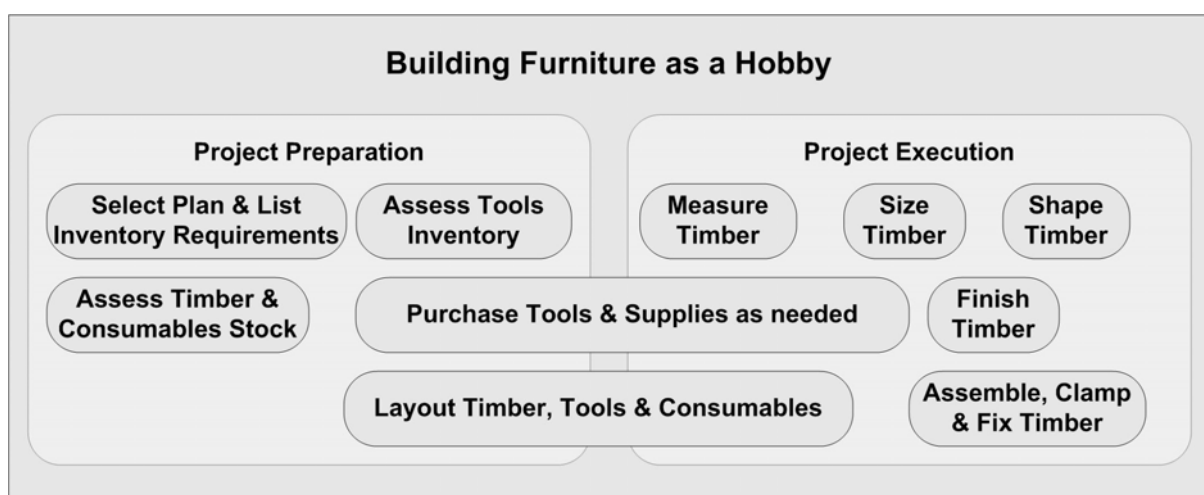 Building Furniture as a Hobby
Project Preparation
Select Plan & List
Inventory Requirements
Assess Tools
Inventory
Assess Timber &
Consumables Stock
Purchase Tools & Supplies as needed
Layout Timber, Tools & Consumables
Project Execution
Measure
Timber
Size
Timber
Shape
Timber
Finish
Timber
Assemble, Clamp
& Fix Timber